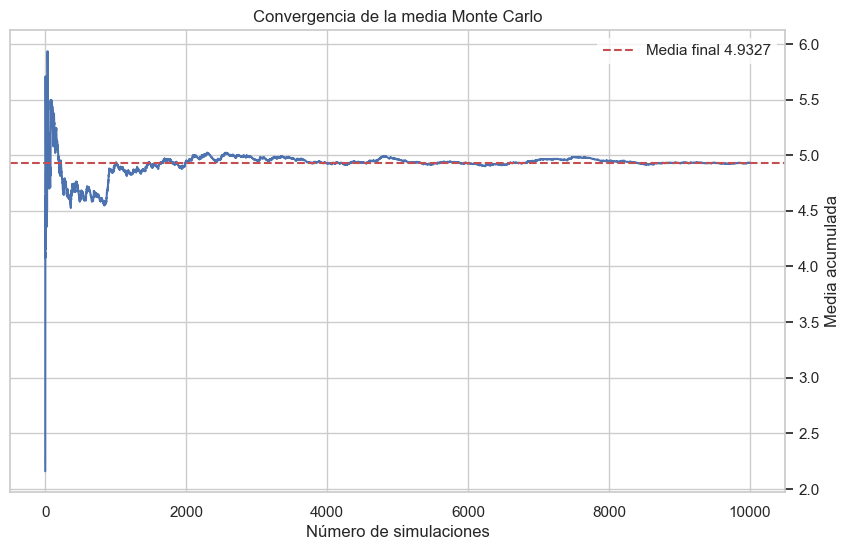 Convergencia de la media Monte Carlo
Media final 4.9327
6.0
5.5
5.0
4.5
4.0
3.5
3.0
2.5
2.0
Media acumulada
0 2000 4000 6000 8000 10000
Número de simulaciones